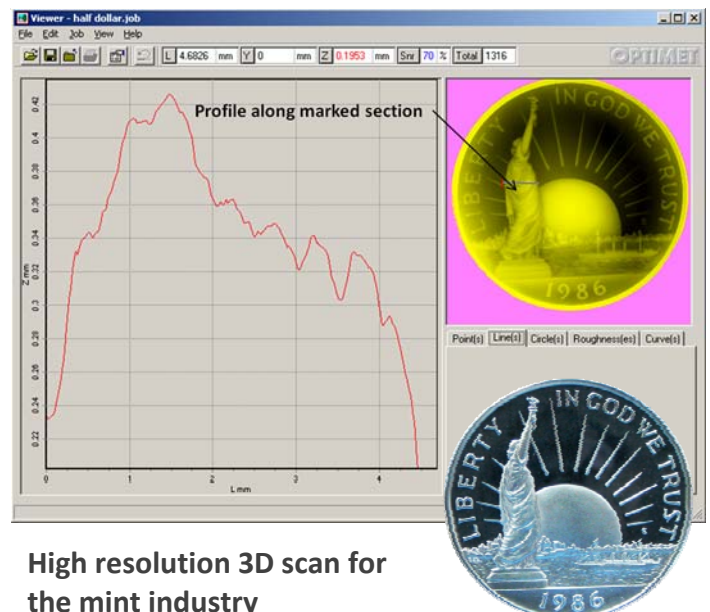 Viewer - half dollar.job
File Edit Job View Help
L 4.6826 mm Y 0 mm Z 0.1953 mm Snr 70 % Total 1316
OPTIMET
Profile along marked section
0.42
0.4
0.38
0.36
0.34
0.32
0.3
0.28
0.26
0.24
0.22
Z mm
0 1 2 3 4
L mm
LIBERTY
IN GOD WE TRUST
1986
Point(s) Line(s) Circle(s) Roughness(es) Curve(s)
LIBERTY
IN GOD WE TRUST
1986
High resolution 3D scan for
the mint industry